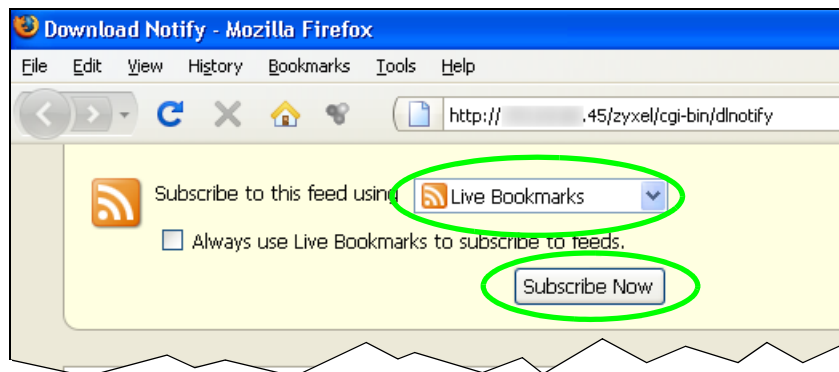 Download Notify - Mozilla Firefox
File Edit View History Bookmarks Tools Help
http:// .45/zyxel/cgi-bin/dlnotify
Subscribe to this feed using Live Bookmarks
Always use Live Bookmarks to subscribe to feeds.
Subscribe Now